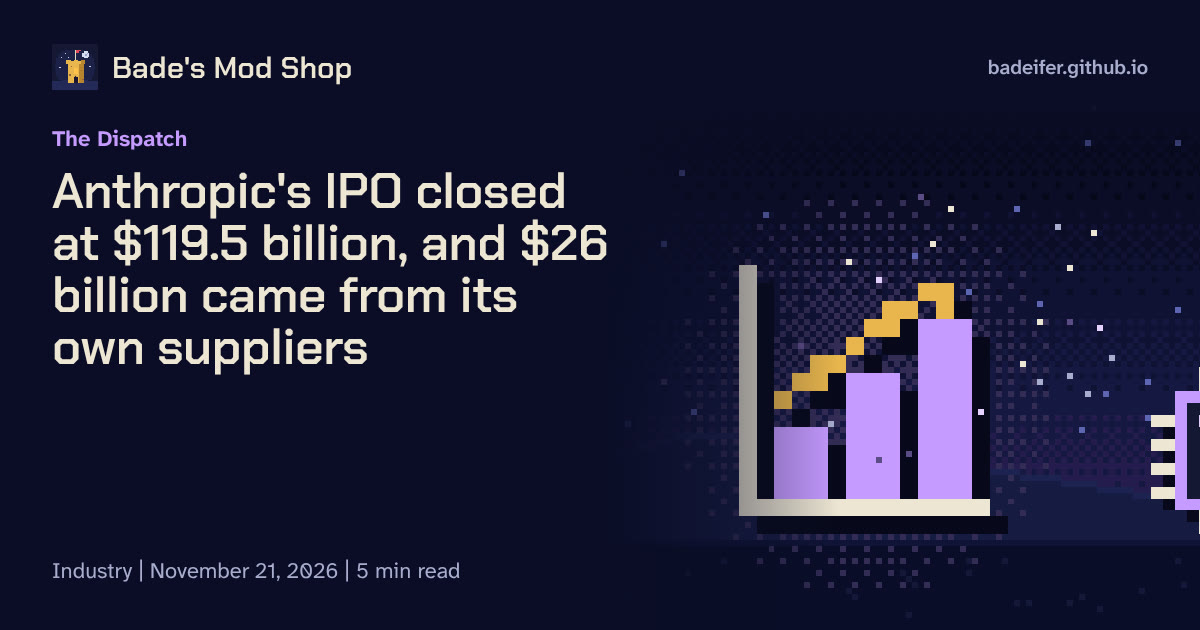 Bade's Mod Shop
badeifer.github.io
The Dispatch
Anthropic's IPO closed
at $119.5 billion, and $26
billion came from its
own suppliers
Industry | November 21, 2026 | 5 min read